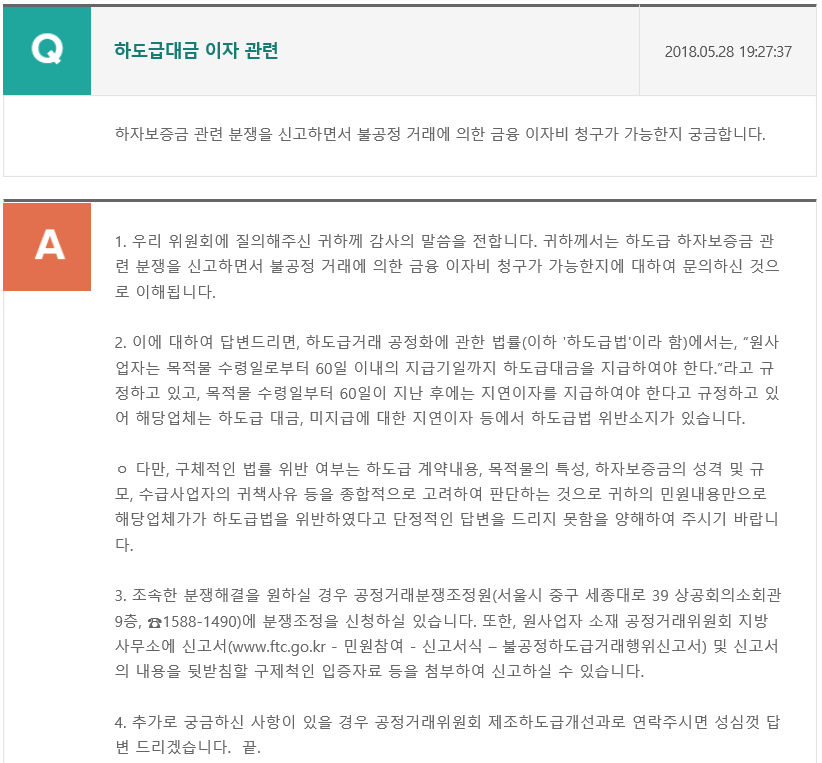 Q
하도급대금 이자 관련
2018.05.28 19:27:37
하자보증금 관련 분쟁을 신고하면서 불공정 거래에 의한 금융 이자비 청구가 가능한지 궁금합니다.
A
1. 우리 위원회에 질의해주신 귀하께 감사의 말씀을 전합니다. 귀하께서는 하도급 하자보증금 관
련 분쟁을 신고하면서 불공정 거래에 의한 금융 이자비 청구가 가능한지에 대하여 문의하신 것으
로 이해됩니다.
2. 이에 대하여 답변드리면, 하도급거래 공정화에 관한 법률(이하 '하도급법'이라 함)에서는, "원사
업자는 목적물 수령일로부터 60일 이내의 지급기일까지 하도급대금을 지급하여야 한다."라고 규
정하고 있고, 목적물 수령일부터 60일이 지난 후에는 지연이자를 지급하여야 한다고 규정하고 있
어 해당업체는 하도급 대금, 미지급에 대한 지연이자 등에서 하도급법 위반소지가 있습니다.
ㅇ 다만, 구체적인 법률 위반 여부는 하도급 계약내용, 목적물의 특성, 하자보증금의 성격 및 규
모, 수급사업자의 귀책사유 등을 종합적으로 고려하여 판단하는 것으로 귀하의 민원내용만으로
해당업체가가 하도급법을 위반하였다고 단정적인 답변을 드리지 못함을 양해하여 주시기 바랍니
다.
3. 조속한 분쟁해결을 원하실 경우 공정거래분쟁조정원(서울시 중구 세종대로 39 상공회의소회관
9층, ☎1588-1490)에 분쟁조정을 신청하실 있습니다. 또한, 원사업자 소재 공정거래위원회 지방
사무소에 신고서(www.ftc.go.kr - 민원참여 - 신고서식 – 불공정하도급거래행위신고서) 및 신고서
의 내용을 뒷받침할 구제척인 입증자료 등을 첨부하여 신고하실 수 있습니다.
4. 추가로 궁금하신 사항이 있을 경우 공정거래위원회 제조하도급개선과로 연락주시면 성심껏 답
변 드리겠습니다. 끝.